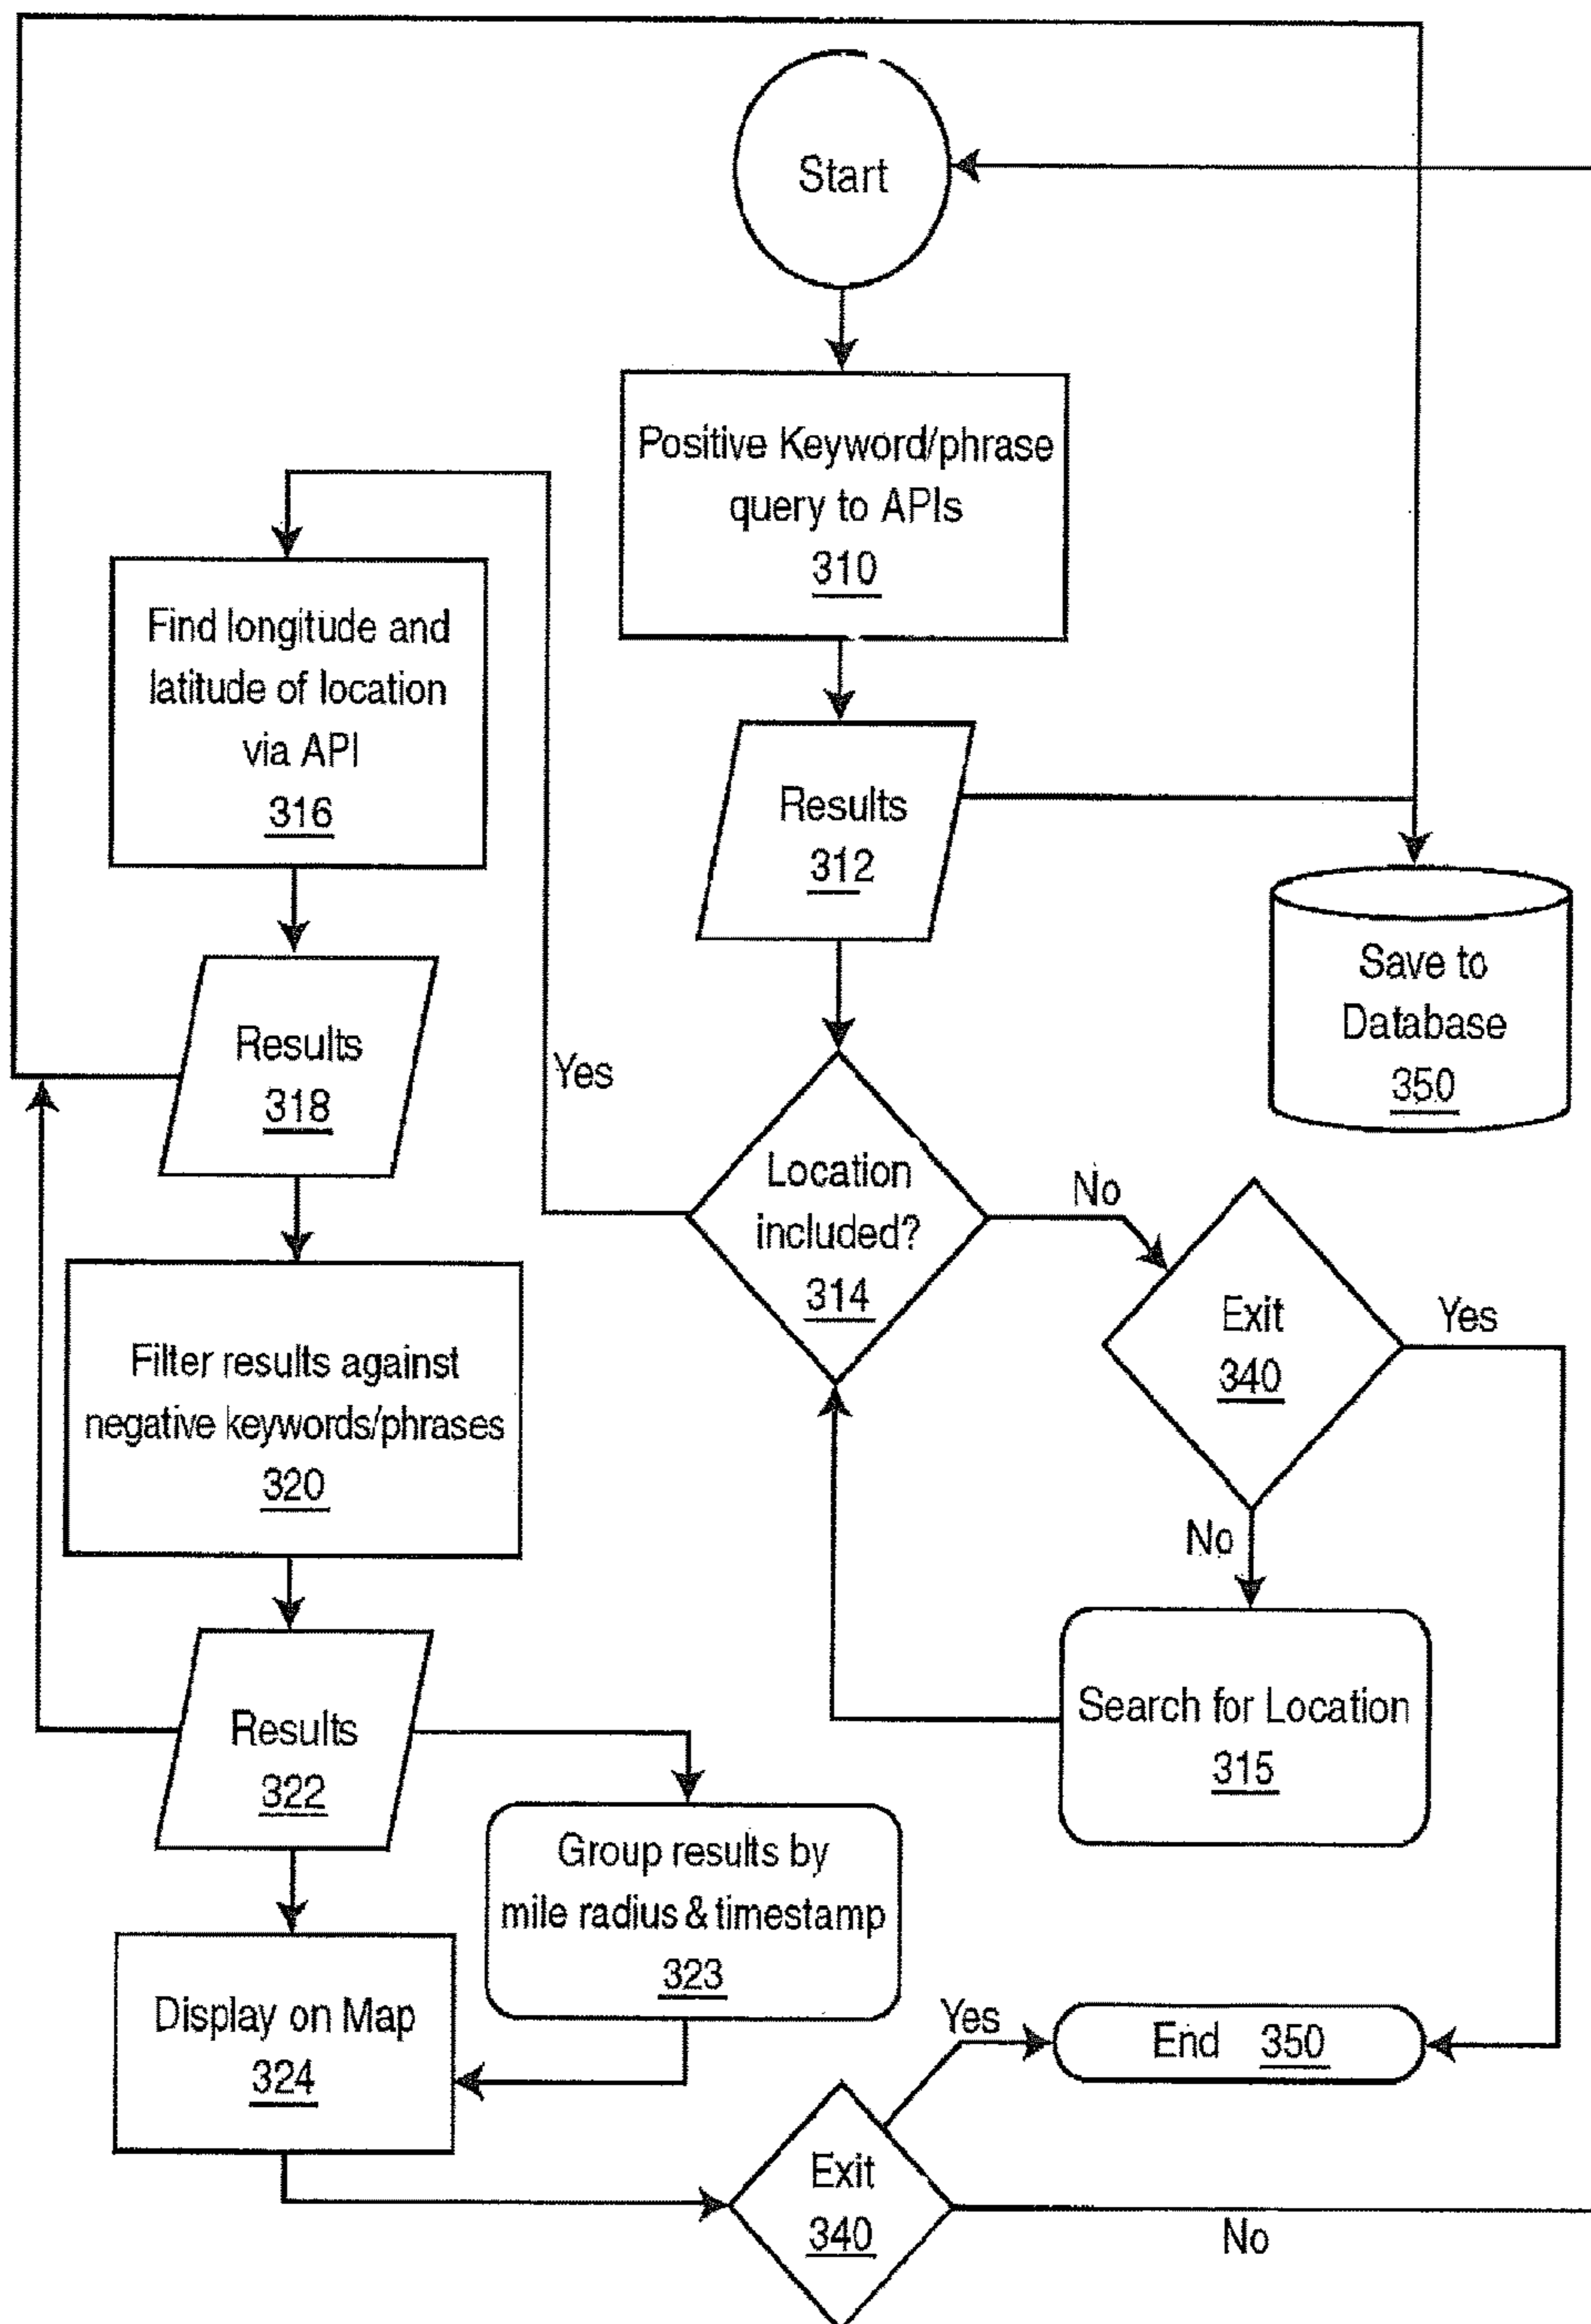 Start
Positive Keyword/phrase
query to APIs
310
Find longitude and
latitude of location
via API
316
Results
312
Save to
Database
350
Results
318
Yes
Location
included?
314
No
Exit
340
Yes
Filter results against
negative keywords/phrases
320
No
Search for Location
315
Results
322
Group results by
mile radius & timestamp
323
Display on Map
324
Yes
End 350
Exit
340
No